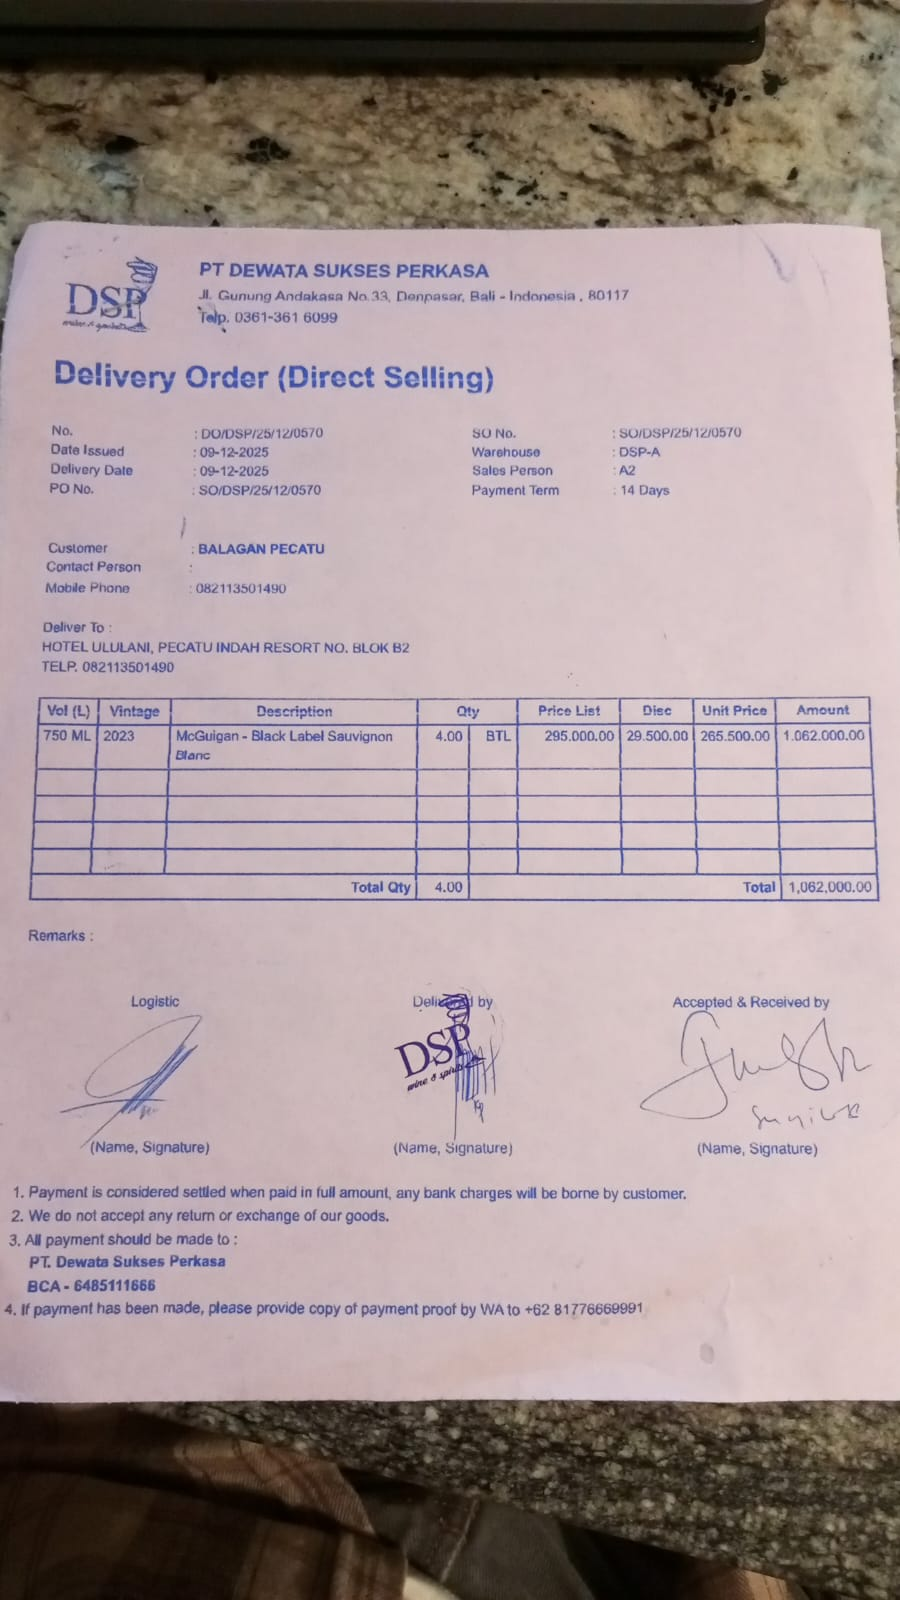 DSP
wine & spirits
PT DEWATA SUKSES PERKASA
Jl. Gunung Andakasa No.33, Denpasar, Bali - Indonesia , 80117
Telp. 0361-361 6099
Delivery Order (Direct Selling)
No. : DO/DSP/25/12/0570 SO No. : SO/DSP/25/12/0570
Date Issued : 09-12-2025 Warehouse : DSP-A
Delivery Date : 09-12-2025 Sales Person : A2
PO No. : SO/DSP/25/12/0570 Payment Term : 14 Days
Customer : BALAGAN PECATU
Contact Person :
Mobile Phone : 082113501490
Deliver To :
HOTEL ULULANI, PECATU INDAH RESORT NO. BLOK B2
TELP. 082113501490
Vol (L) Vintage Description Qty Price List Disc Unit Price Amount
750 ML 2023 McGuigan - Black Label Sauvignon 4.00 BTL 295.000.00 29.500.00 265.500.00 1.062.000.00
Blanc
Total Qty 4.00 Total 1,062,000.00
Remarks :
Logistic Delivered by Accepted & Received by
DSP
wine & spirits
(Name, Signature) (Name, Signature) (Name, Signature)
1. Payment is considered settled when paid in full amount, any bank charges will be borne by customer.
2. We do not accept any return or exchange of our goods.
3. All payment should be made to :
PT. Dewata Sukses Perkasa
BCA - 6485111666
4. If payment has been made, please provide copy of payment proof by WA to +62 81776669991